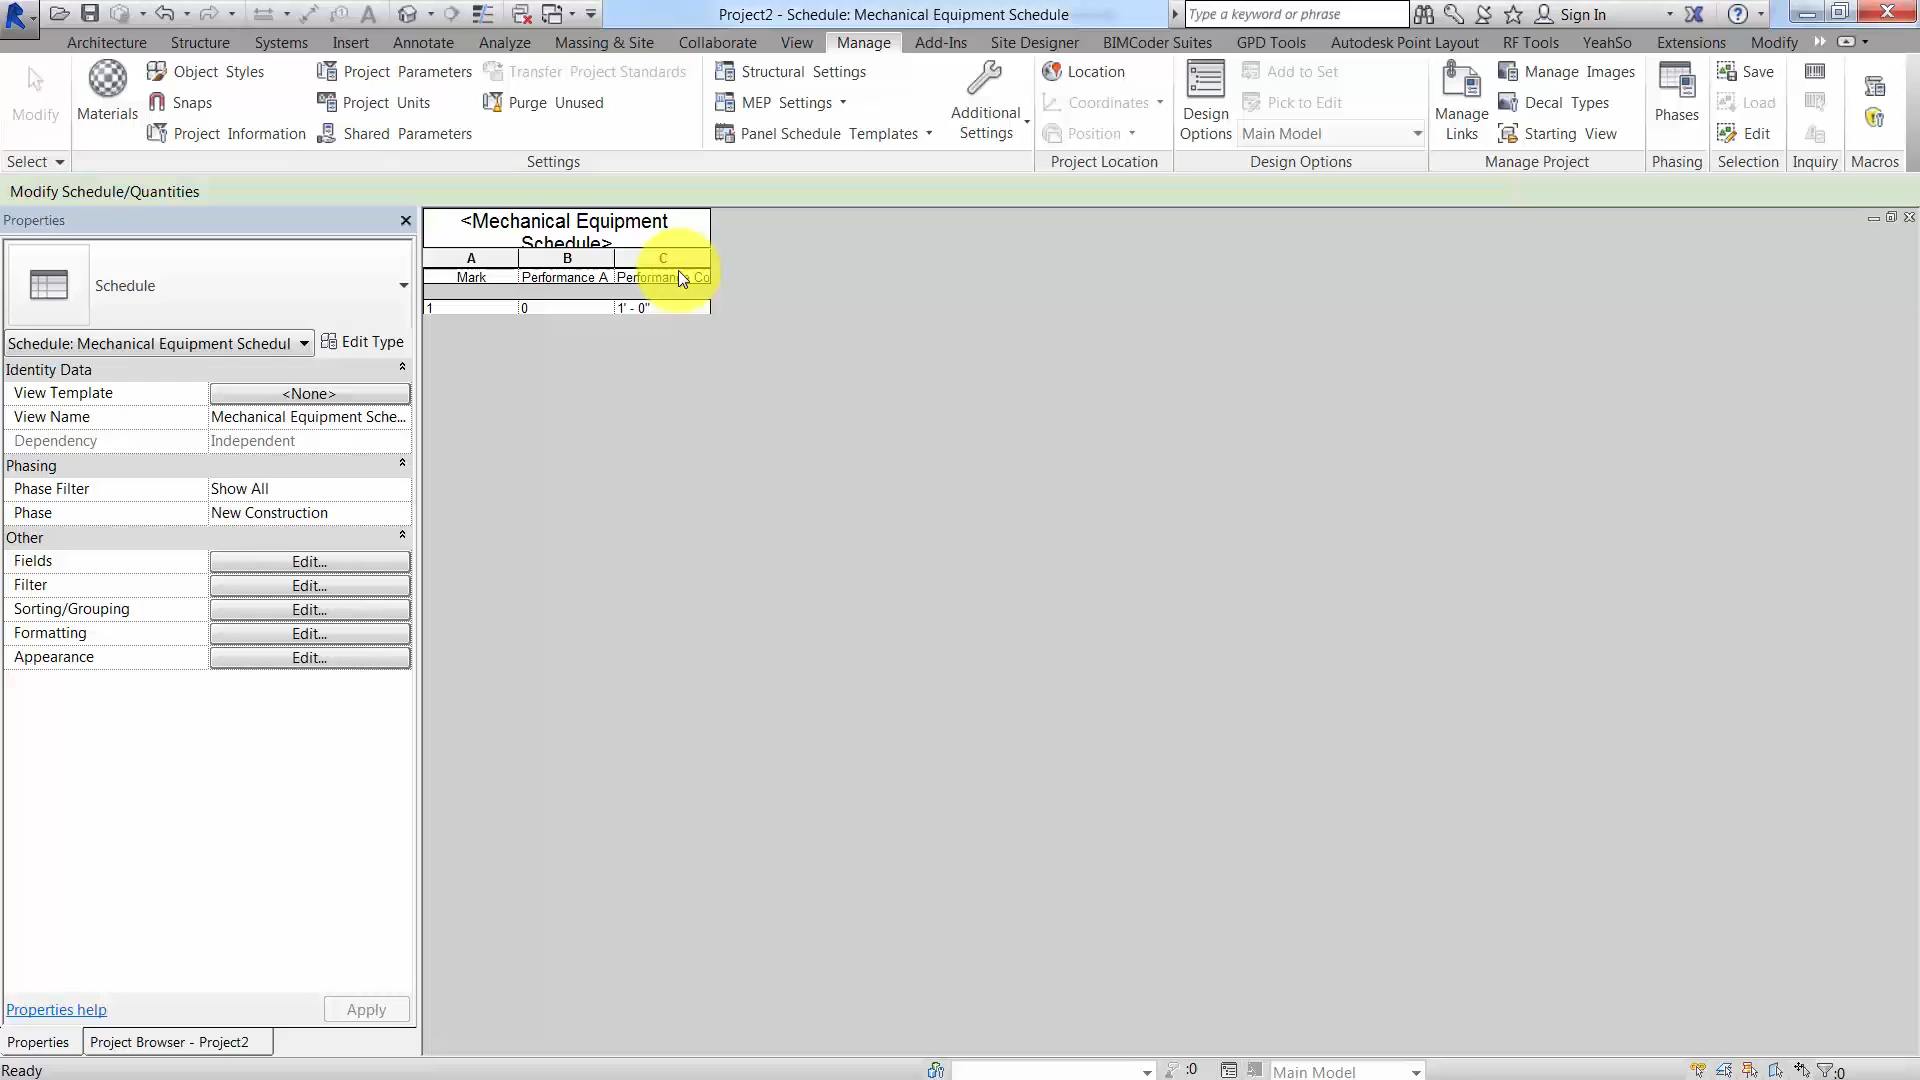 Project2 - Schedule: Mechanical Equipment Schedule
Type a keyword or phrase
Sign In
Architecture Structure Systems Insert Annotate Analyze Massing & Site Collaborate View Manage Add-Ins Site Designer BIMCoder Suites GPD Tools Autodesk Point Layout RF Tools YeahSo Extensions Modify
Modify
Materials
Object Styles
Snaps
Project Information
Project Parameters
Project Units
Shared Parameters
Transfer Project Standards
Purge Unused
Structural Settings
MEP Settings
Panel Schedule Templates
Additional
Settings
Location
Coordinates
Position
Design
Options
Add to Set
Pick to Edit
Main Model
Manage
Links
Manage Images
Decal Types
Starting View
Phases
Save
Load
Edit
Select
Settings
Project Location
Design Options
Manage Project
Phasing
Selection
Inquiry
Macros
Modify Schedule/Quantities
Properties
Schedule
Schedule: Mechanical Equipment Schedul
Edit Type
Identity Data
View Template <None>
View Name Mechanical Equipment Sche...
Dependency Independent
Phasing
Phase Filter Show All
Phase New Construction
Other
Fields Edit...
Filter Edit...
Sorting/Grouping Edit...
Formatting Edit...
Appearance Edit...
Properties help
Apply
Properties
Project Browser - Project2
<Mechanical Equipment
Schedule>
A B C
Mark Performance A Performance Co
1 0 1' - 0"
Ready
:0
Main Model
:0